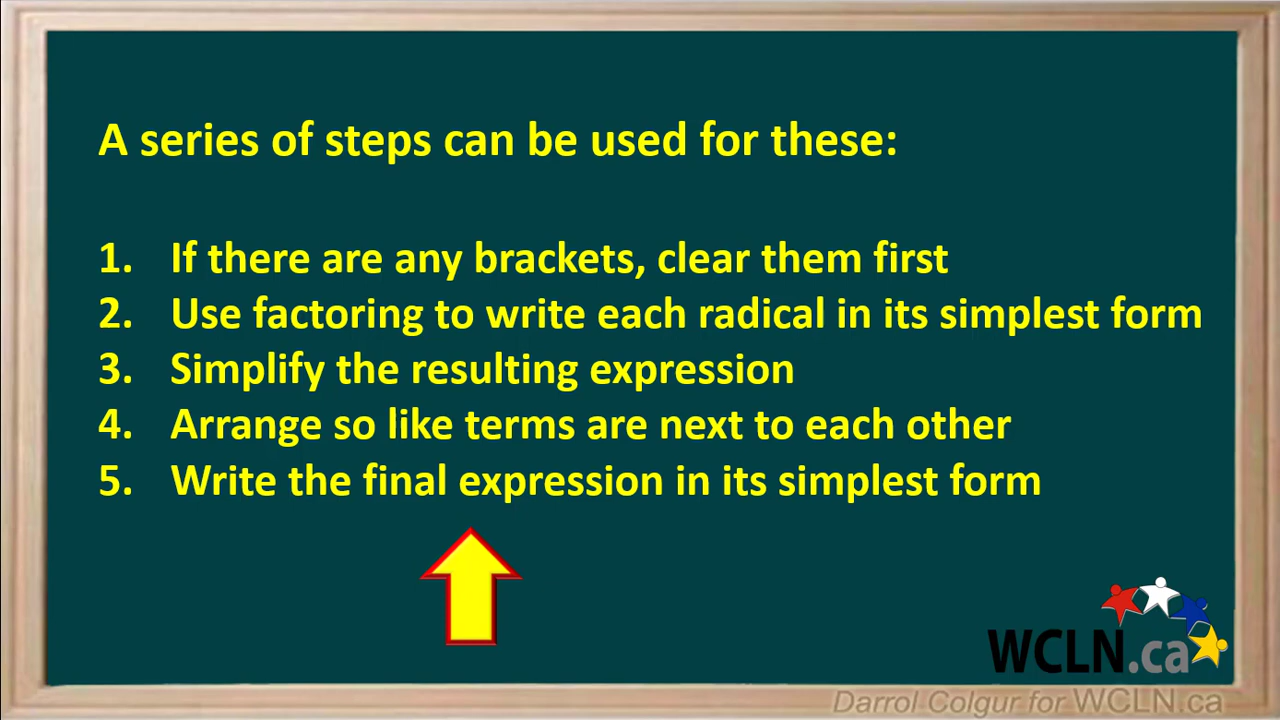 A series of steps can be used for these:
1. If there are any brackets, clear them first
2. Use factoring to write each radical in its simplest form
3. Simplify the resulting expression
4. Arrange so like terms are next to each other
5. Write the final expression in its simplest form
WCLN.ca
Darrol Colgur for WCLN.ca